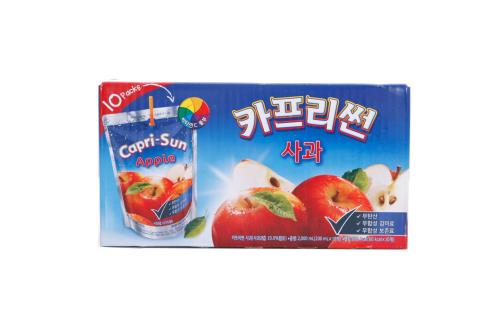 10 Packs
카프리썬
사과
Capri-Sun
Apple
무탄산
무합성 감미료
무합성 보존료